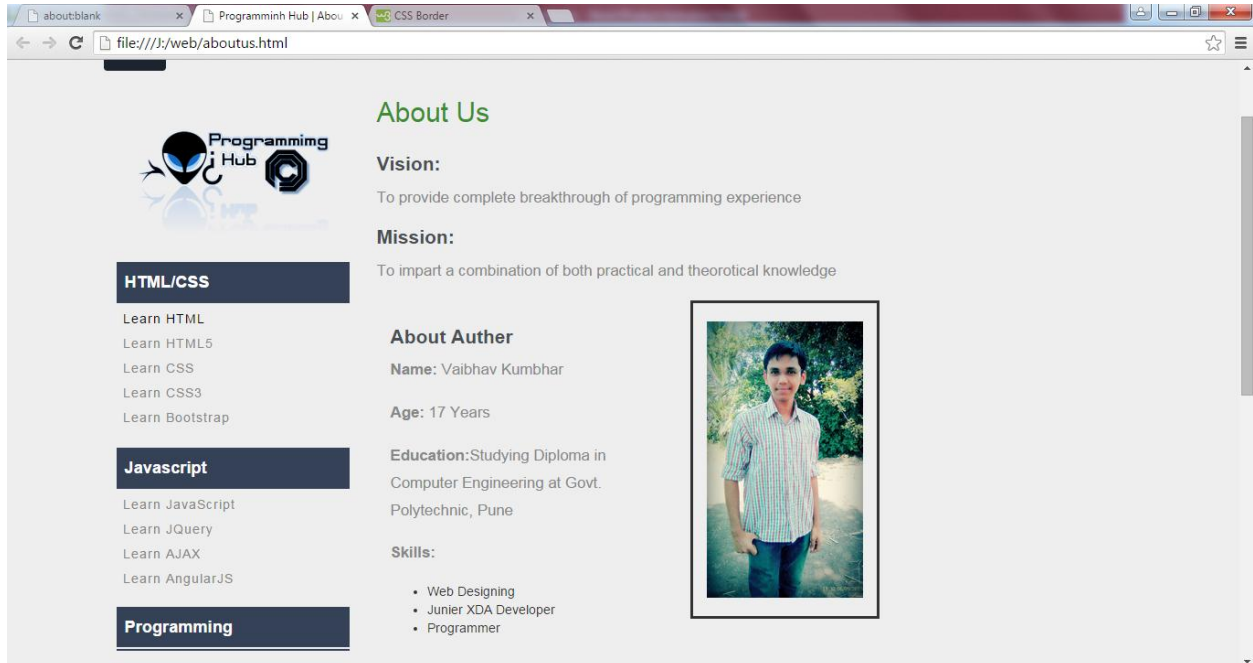 about:blank
Programminh Hub | Abou
CSS Border
file:///J:/web/aboutus.html
Programmimg
Hub
HTML/CSS
Learn HTML
Learn HTML5
Learn CSS
Learn CSS3
Learn Bootstrap
Javascript
Learn JavaScript
Learn JQuery
Learn AJAX
Learn AngularJS
Programming
About Us
Vision:
To provide complete breakthrough of programming experience
Mission:
To impart a combination of both practical and theorotical knowledge
About Auther
Name: Vaibhav Kumbhar
Age: 17 Years
Education:Studying Diploma in
Computer Engineering at Govt.
Polytechnic, Pune
Skills:
• Web Designing
• Junier XDA Developer
• Programmer